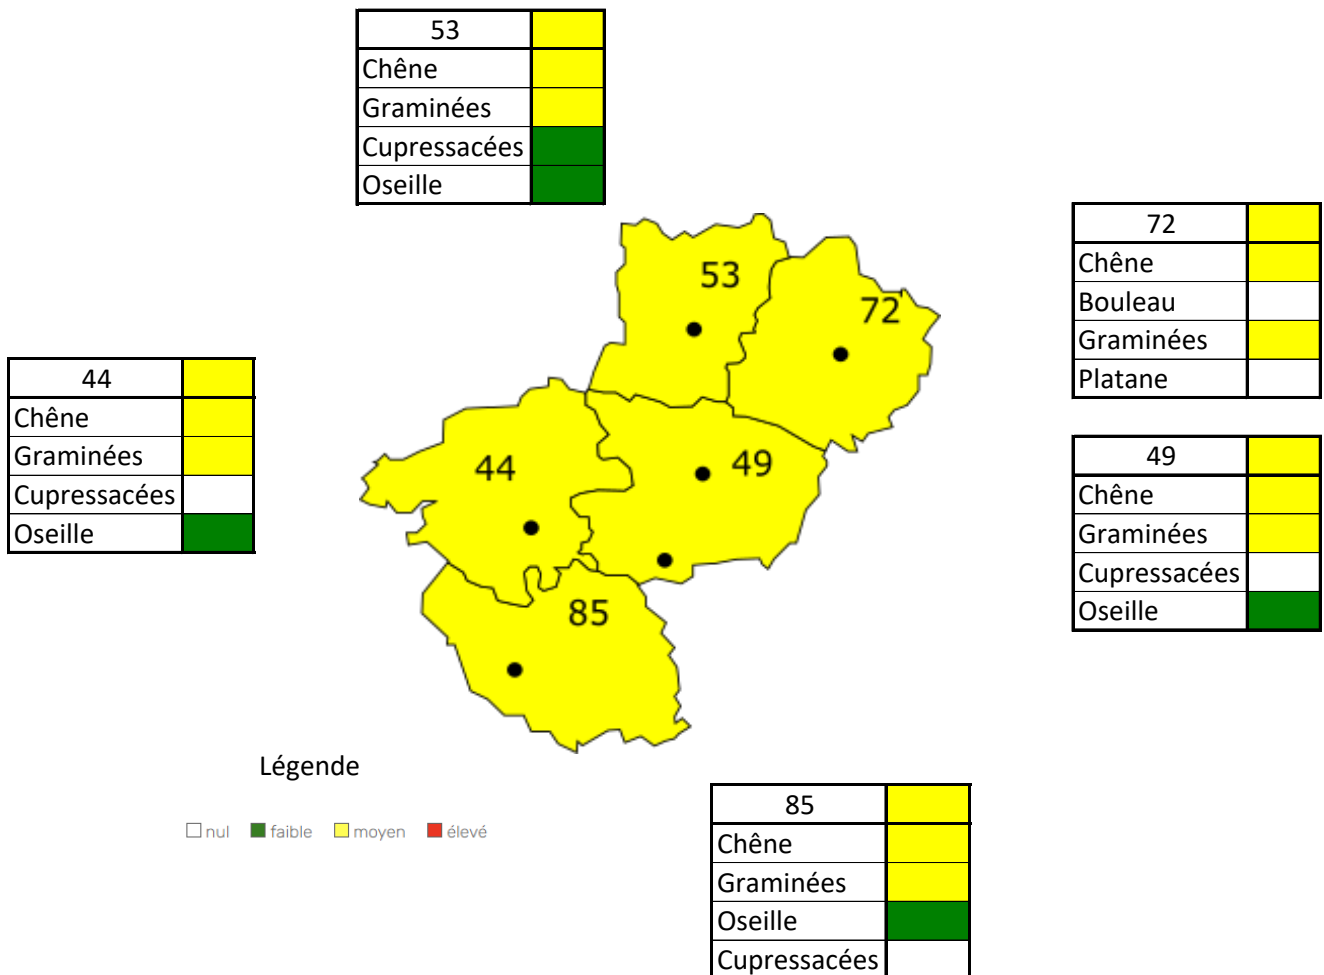 53
Chêne
Graminées
Cupressacées
Oseille
72
Chêne
Bouleau
Graminées
Platane
44
Chêne
Graminées
Cupressacées
Oseille
53
72
44
49
85
49
Chêne
Graminées
Cupressacées
Oseille
Légende
nul faible moyen élevé
85
Chêne
Graminées
Oseille
Cupressacées